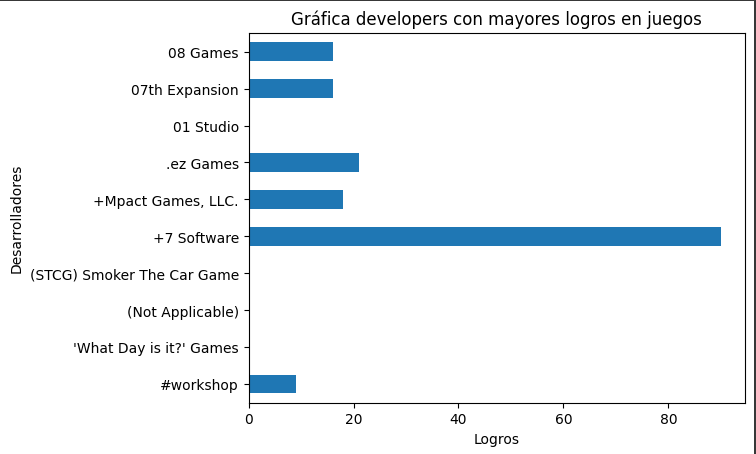 Gráfica developers con mayores logros en juegos
08 Games
07th Expansion
01 Studio
.ez Games
+Mpact Games, LLC.
+7 Software
(STCG) Smoker The Car Game
(Not Applicable)
'What Day is it?' Games
#workshop
Desarrolladores
0 20 40 60 80
Logros